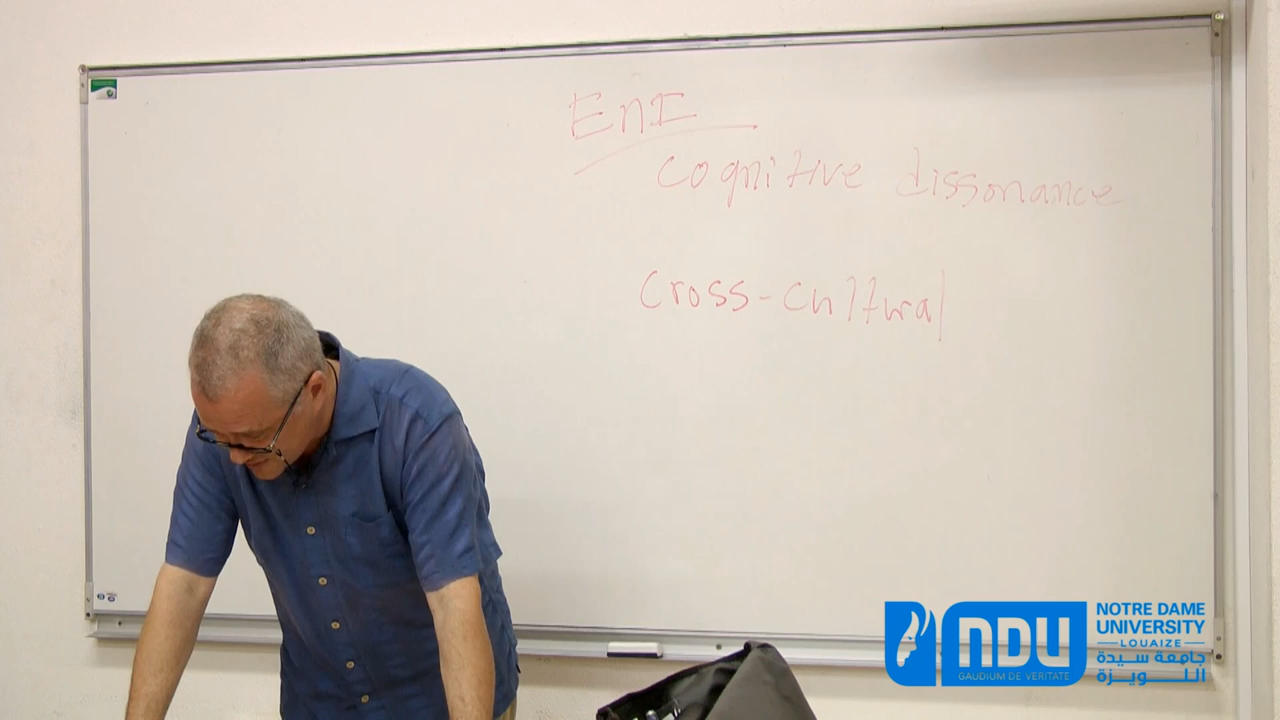 EnI
cognitive dissonance
cross-cultural
NDU
GAUDIUM DE VERITATE
NOTRE DAME
UNIVERSITY
LOUAIZE
جامعة سيدة
اللويزة